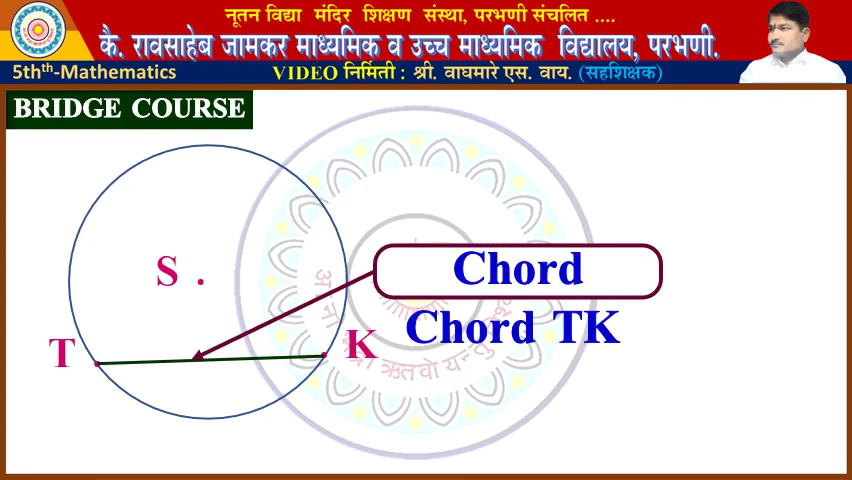 नूतन विद्या मंदिर शिक्षण संस्था, परभणी संचलित ....
कै. रावसाहेब जामकर माध्यमिक व उच्च माध्यमिक विद्यालय, परभणी.
5thth-Mathematics
VIDEO निर्मिती : श्री. वाघमारे एस. वाय. (सहशिक्षक)
BRIDGE COURSE
S .
Chord
Chord TK
T
K